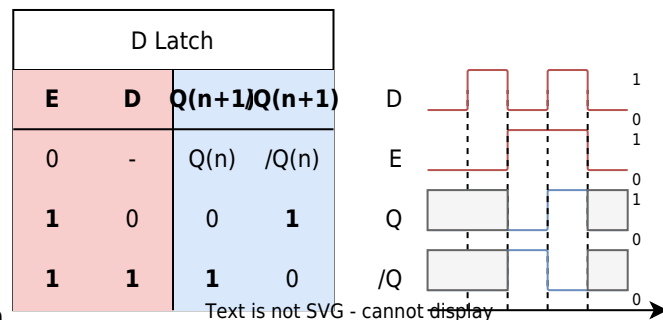 D Latch
E D Q(n+1) /Q(n+1)
0 - Q(n) /Q(n)
1 0 0 1
1 1 1 0
D 1 0
E 1 0
Q 1 0
/Q 0
Text is not SVG - cannot display